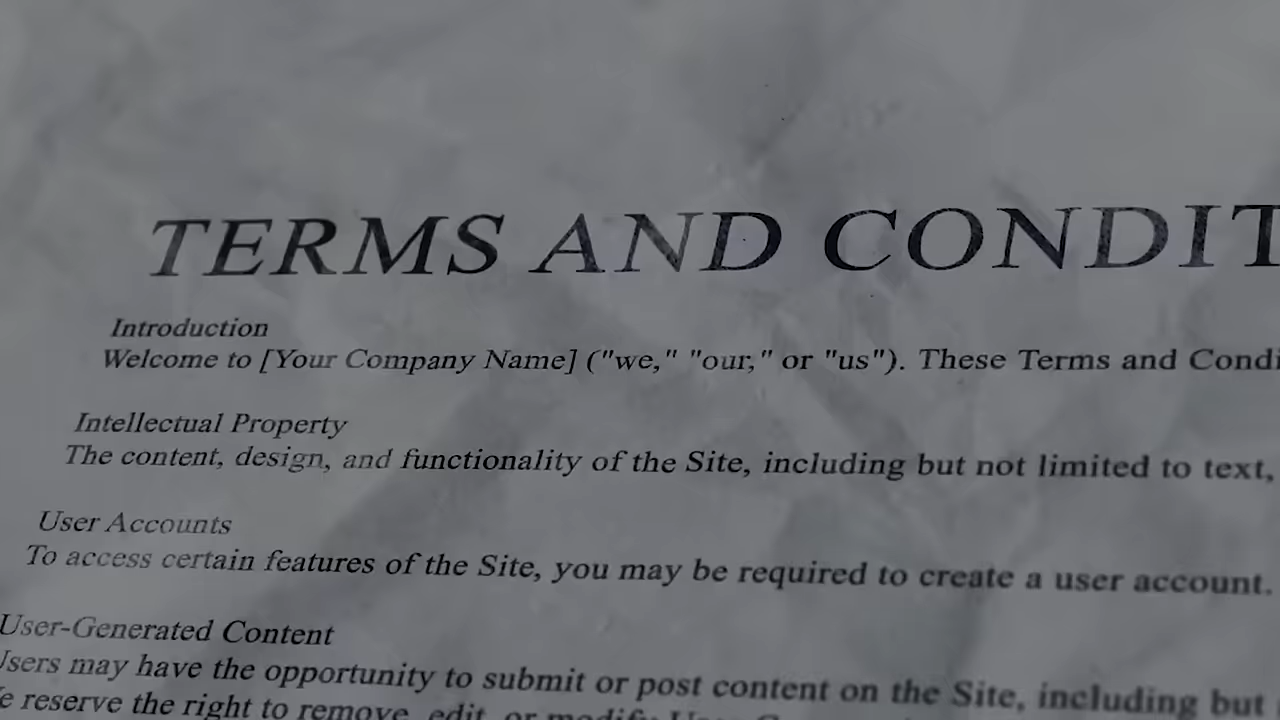 TERMS AND CONDIT
Introduction
Welcome to [Your Company Name] ("we," "our," or "us"). These Terms and Condi
Intellectual Property
The content, design, and functionality of the Site, including but not limited to text,
User Accounts
To access certain features of the Site, you may be required to create a user account.
User-Generated Content
Users may have the opportunity to submit or post content on the Site, including but
We reserve the right to remove, edit, or modify User